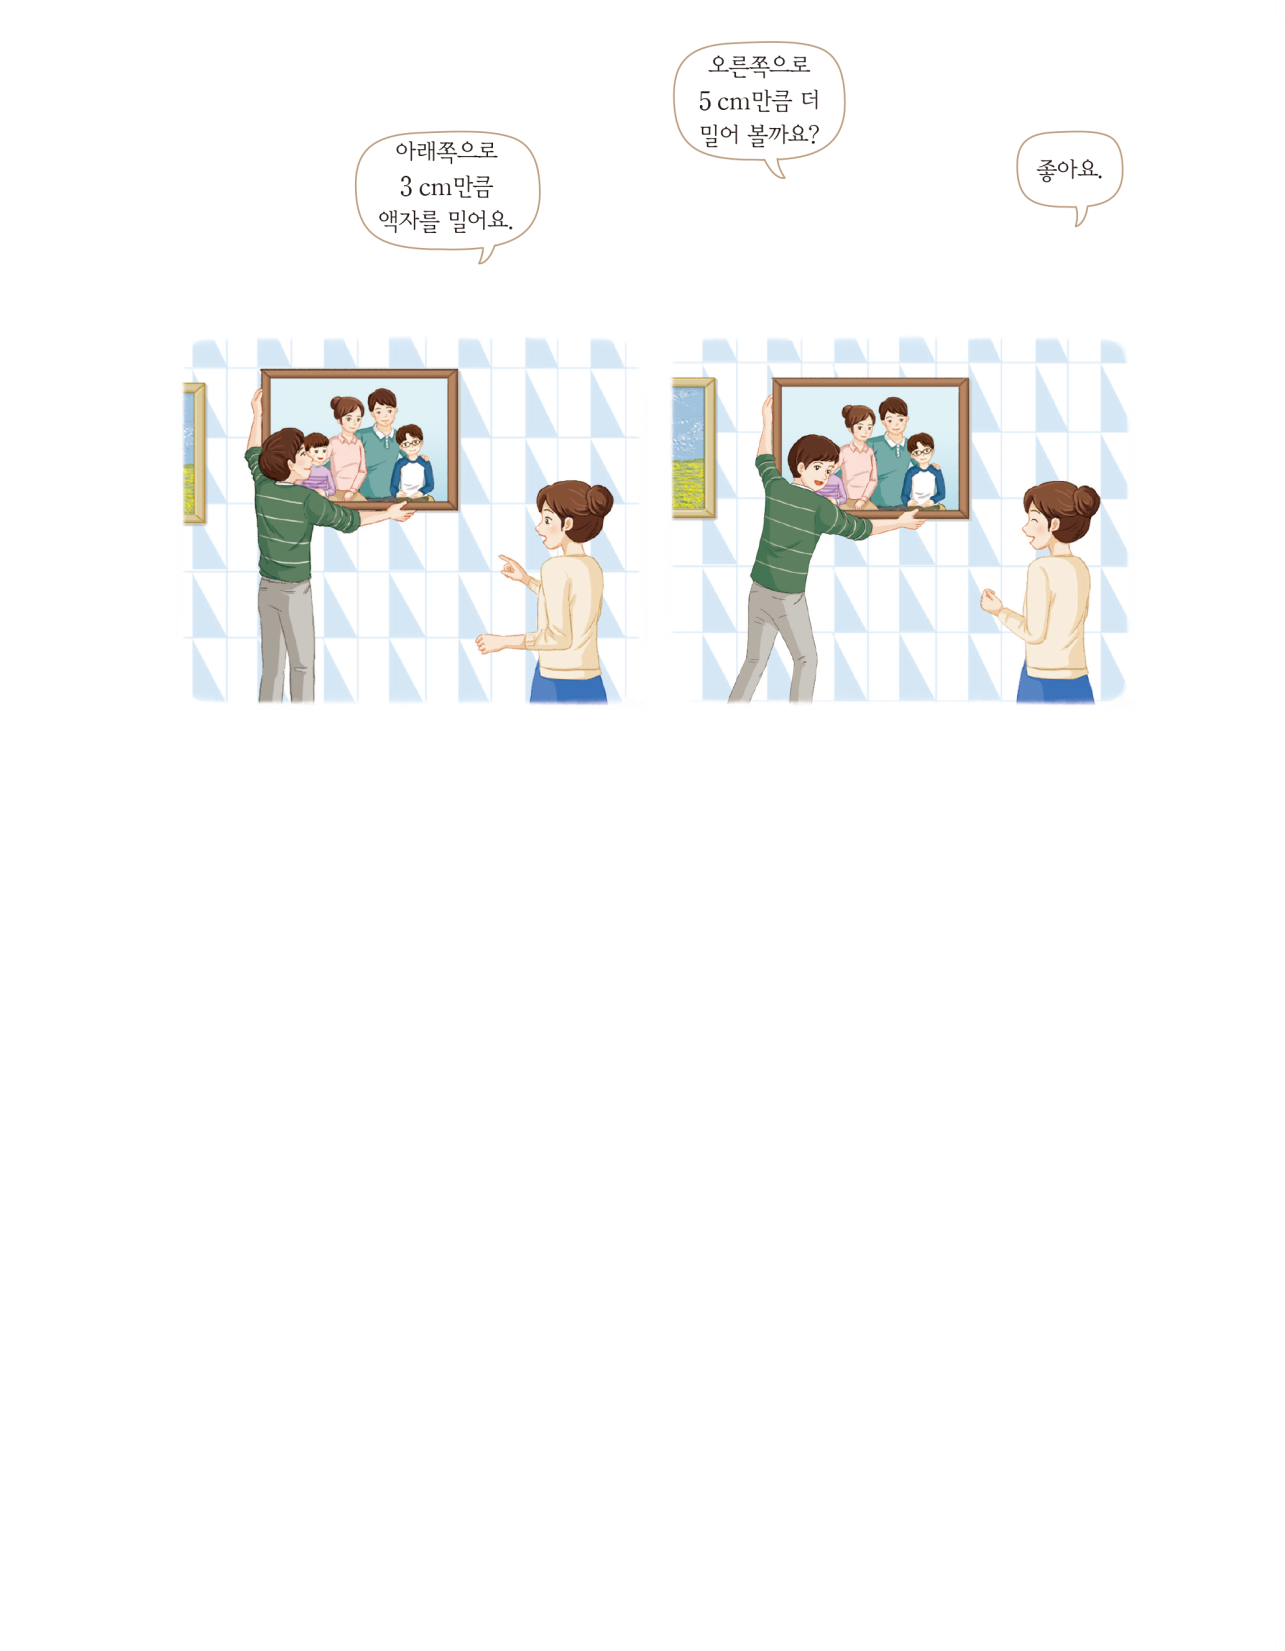 아래쪽으로
3 cm만큼
액자를 밀어요.
오른쪽으로
5 cm만큼 더
밀어 볼까요?
좋아요.